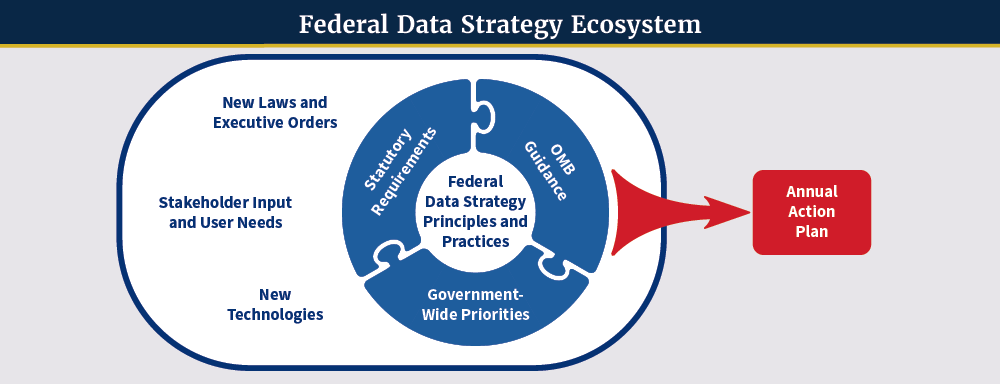 Federal Data Strategy Ecosystem
New Laws and
Executive Orders
Stakeholder Input
and User Needs
New
Technologies
Statutory
Requirements
OMB
Guidance
Federal
Data Strategy
Principles and
Practices
Government-
Wide Priorities
Annual
Action
Plan